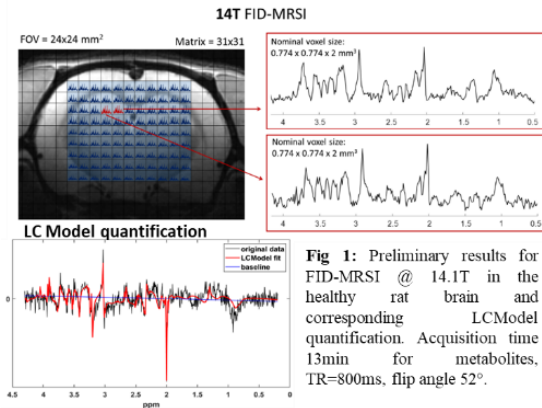 14T FID-MRSI
FOV = 24x24 mm²
Matrix = 31x31
Nominal voxel size:
0.774 x 0.774 x 2 mm³
4 3.5 3 2.5 2 1.5 1 0.5
Nominal voxel size:
0.774 x 0.774 x 2 mm³
4 3.5 3 2.5 2 1.5 1 0.5
LC Model quantification
original data
LCModel fit
baseline
0
4.5 4 3.5 3 2.5 2 1.5 1 0.5 0
ppm
Fig 1: Preliminary results for
FID-MRSI @ 14.1T in the
healthy rat brain and
corresponding LCModel
quantification. Acquisition time
13min for metabolites,
TR=800ms, flip angle 52°.